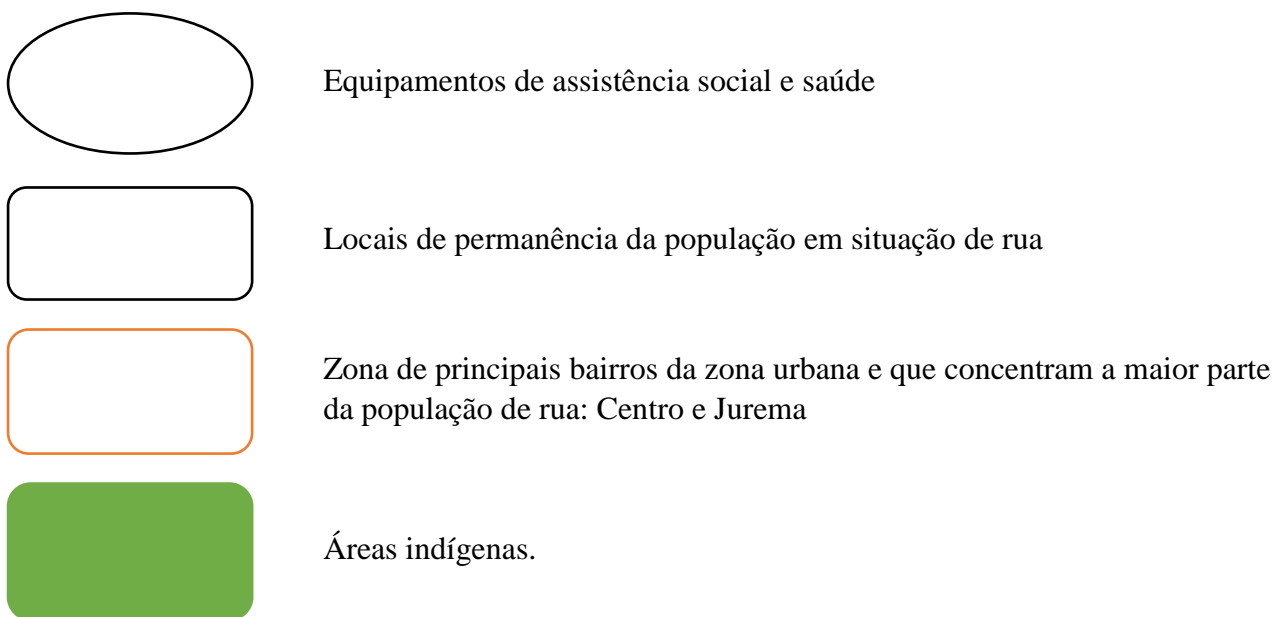 Equipamentos de assistência social e saúde
Locais de permanência da população em situação de rua
Zona de principais bairros da zona urbana e que concentram a maior parte
da população de rua: Centro e Jurema
Áreas indígenas.